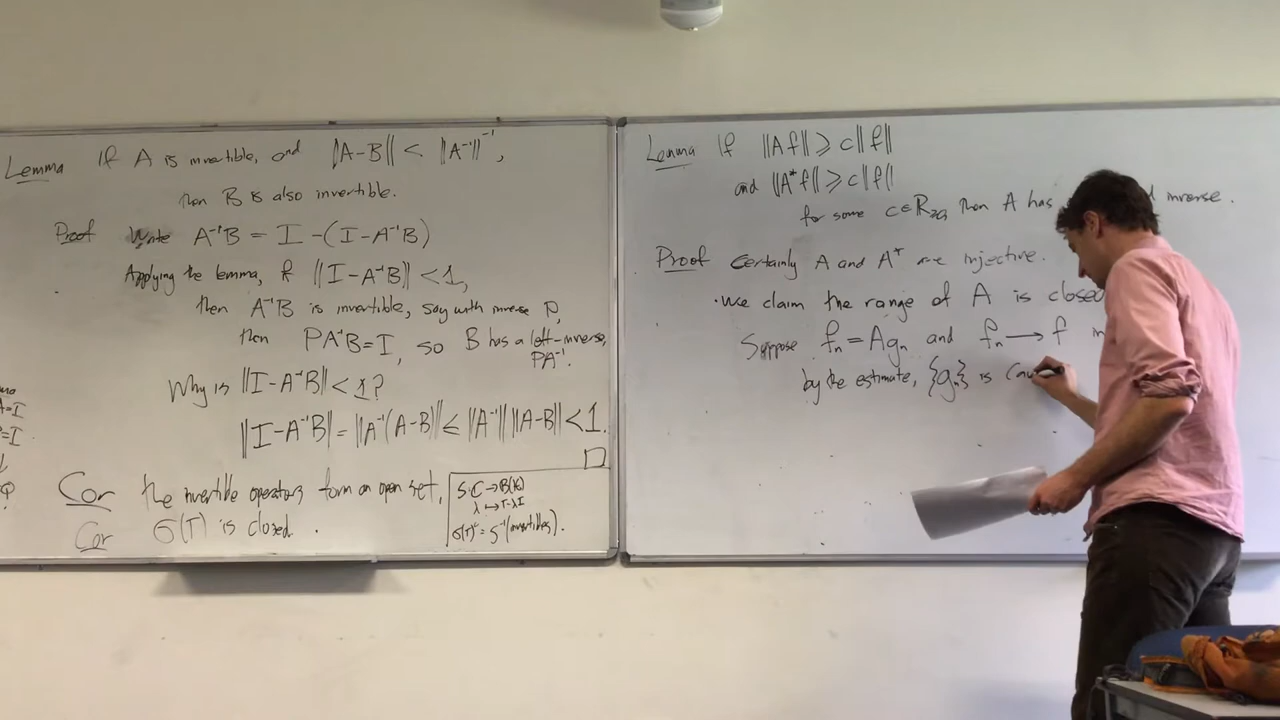 Lemma If A is invertible, and ||A-B|| < ||A⁻¹||⁻¹,
then B is also invertible.
Proof Write A⁻¹B = I - (I - A⁻¹B)
Applying the lemma, if ||I - A⁻¹B|| < 1,
then A⁻¹B is invertible, say with inverse P,
then PA⁻¹B = I, so B has a left-inverse,
PA⁻¹.
Why is ||I - A⁻¹B|| < 1?
||I - A⁻¹B|| = ||A⁻¹(A-B)|| ≤ ||A⁻¹|| ||A-B|| < 1.
□
Cor the invertible operators form an open set.
Cor σ(T) is closed.
S: C → B(H)
λ ↦ T-λI
σ(T)ᶜ = S⁻¹(invertibles).
=I
=I
Q
Lemma If ||Af|| ≥ c||f||
and ||A*f|| ≥ c||f||
for some c∈R>0, then A has inverse.
Proof Certainly A and A* are injective.
· We claim the range of A is closed
Suppose fₙ = Agₙ and fₙ → f
by the estimate, {gₙ} is Cau